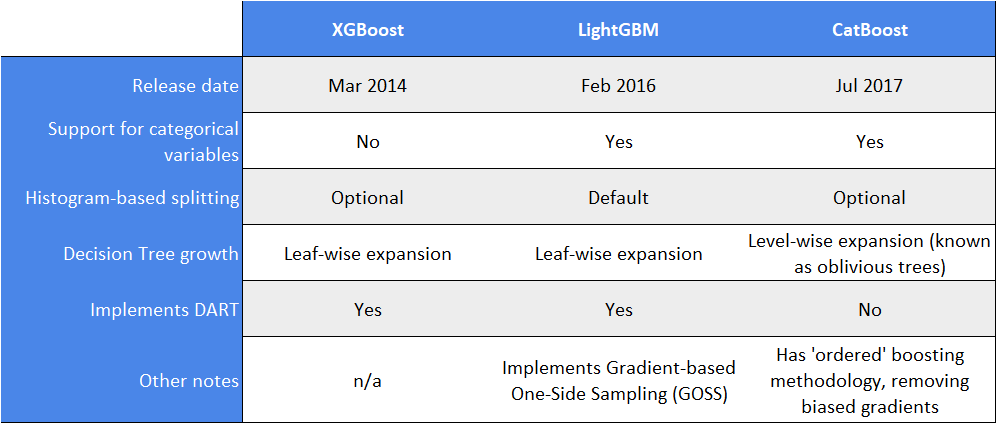 XGBoost LightGBM CatBoost
Release date Mar 2014 Feb 2016 Jul 2017
Support for categorical
variables No Yes Yes
Histogram-based splitting Optional Default Optional
Decision Tree growth Leaf-wise expansion Leaf-wise expansion Level-wise expansion (known
as oblivious trees)
Implements DART Yes Yes No
Other notes n/a Implements Gradient-based
One-Side Sampling (GOSS) Has 'ordered' boosting
methodology, removing
biased gradients